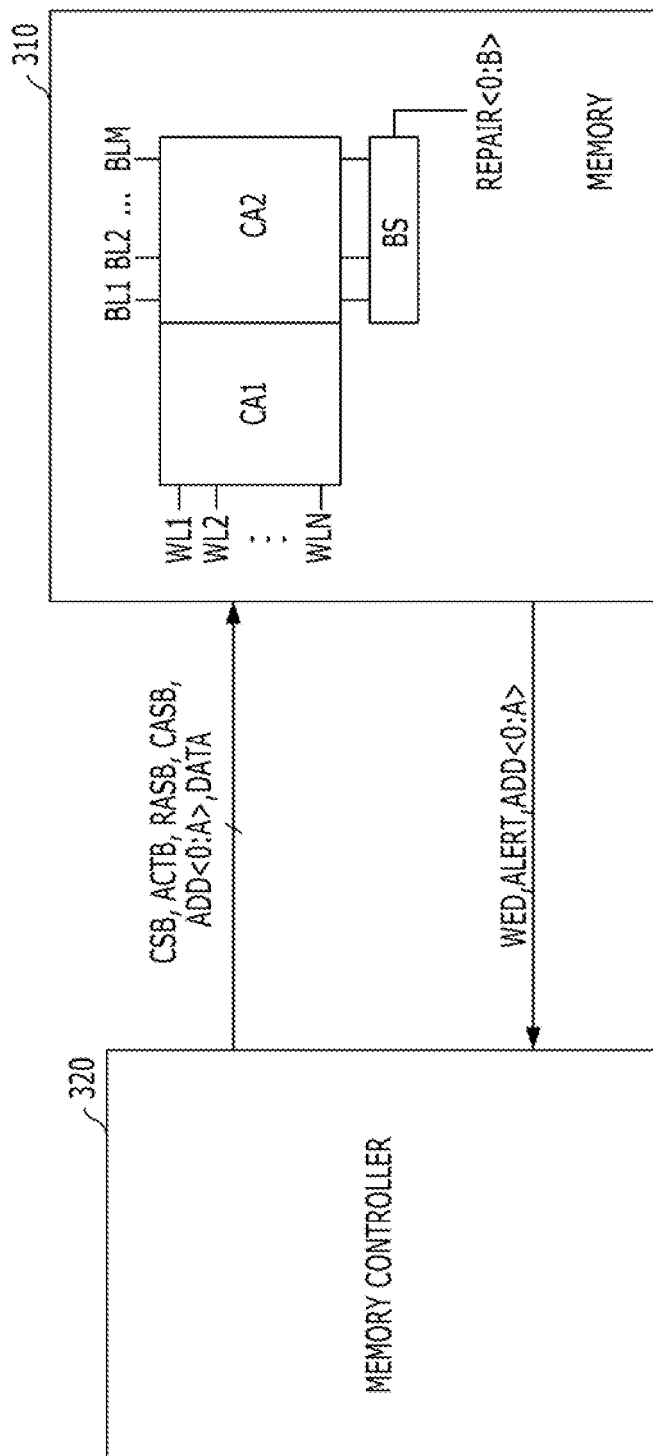 320
MEMORY CONTROLLER
CSB, ACTB, RASB, CASB,
ADD<0:A>,DATA
WED,ALERT,ADD<0:A>
310
BL1 BL2 ... BLM
WL1
WL2
⋮
WLN
CA1
CA2
BS
REPAIR<0:B>
MEMORY